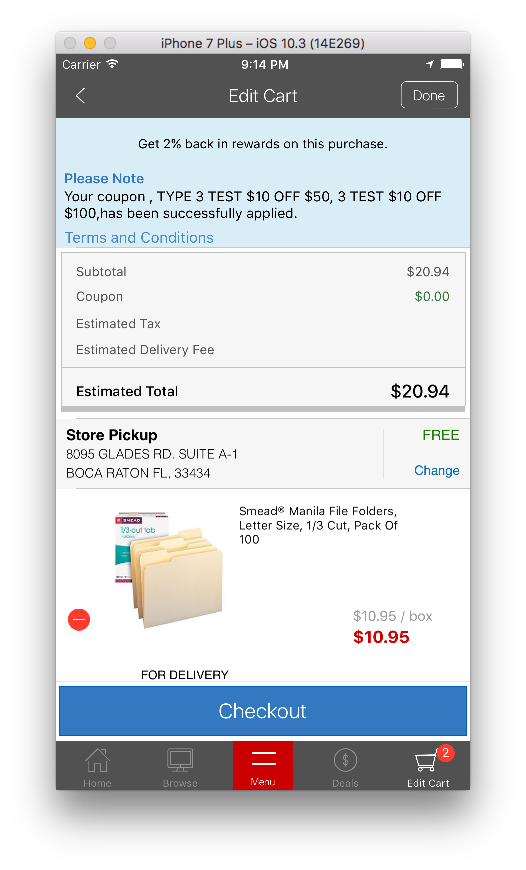 iPhone 7 Plus – iOS 10.3 (14E269)
Carrier 9:14 PM
Edit Cart Done
Get 2% back in rewards on this purchase.
Please Note
Your coupon , TYPE 3 TEST $10 OFF $50, 3 TEST $10 OFF
$100,has been successfully applied.
Terms and Conditions
Subtotal $20.94
Coupon $0.00
Estimated Tax
Estimated Delivery Fee
Estimated Total $20.94
Store Pickup FREE
8095 GLADES RD. SUITE A-1
BOCA RATON FL, 33434 Change
Smead® Manila File Folders,
Letter Size, 1/3 Cut, Pack Of
100
SMEAD
1/3-cut tab
$10.95 / box
$10.95
FOR DELIVERY
Checkout
2
Home Browse Menu Deals Edit Cart